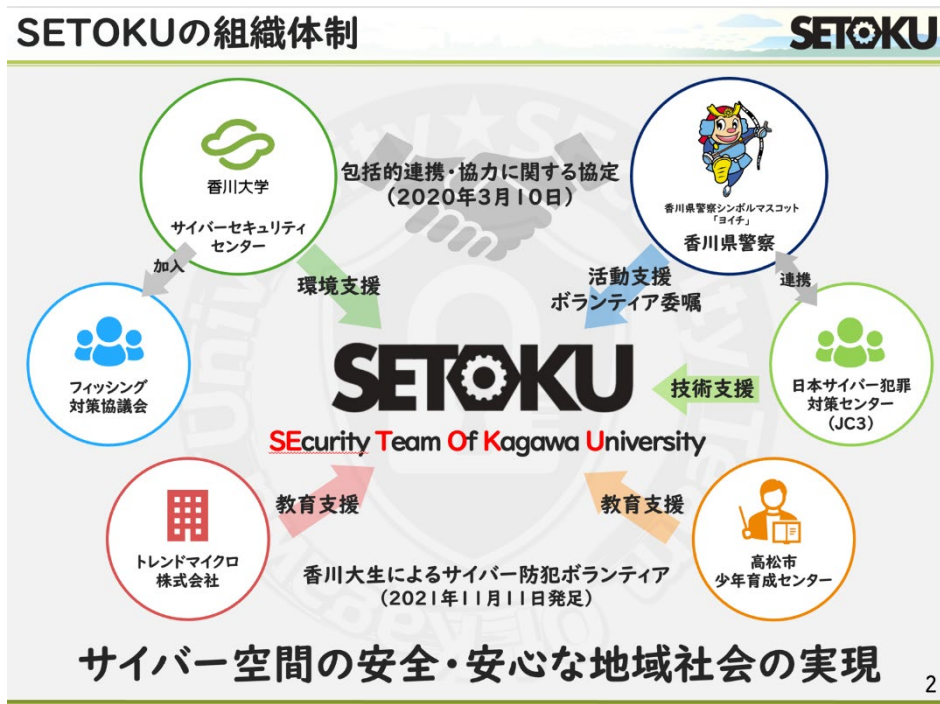 SETOKUの組織体制
SETOKU
香川大学
サイバーセキュリティ
センター
包括的連携・協力に関する協定
(2020年3月10日)
香川県警察シンボルマスコット
「ヨイチ」
香川県警察
加入
環境支援
活動支援
ボランティア委嘱
連携
フィッシング
対策協議会
SETOKU
SEcurity Team Of Kagawa University
技術支援
日本サイバー犯罪
対策センター
(JC3)
トレンドマイクロ
株式会社
教育支援
教育支援
高松市
少年育成センター
香川大生によるサイバー防犯ボランティア
(2021年11月11日発足)
サイバー空間の安全・安心な地域社会の実現
2